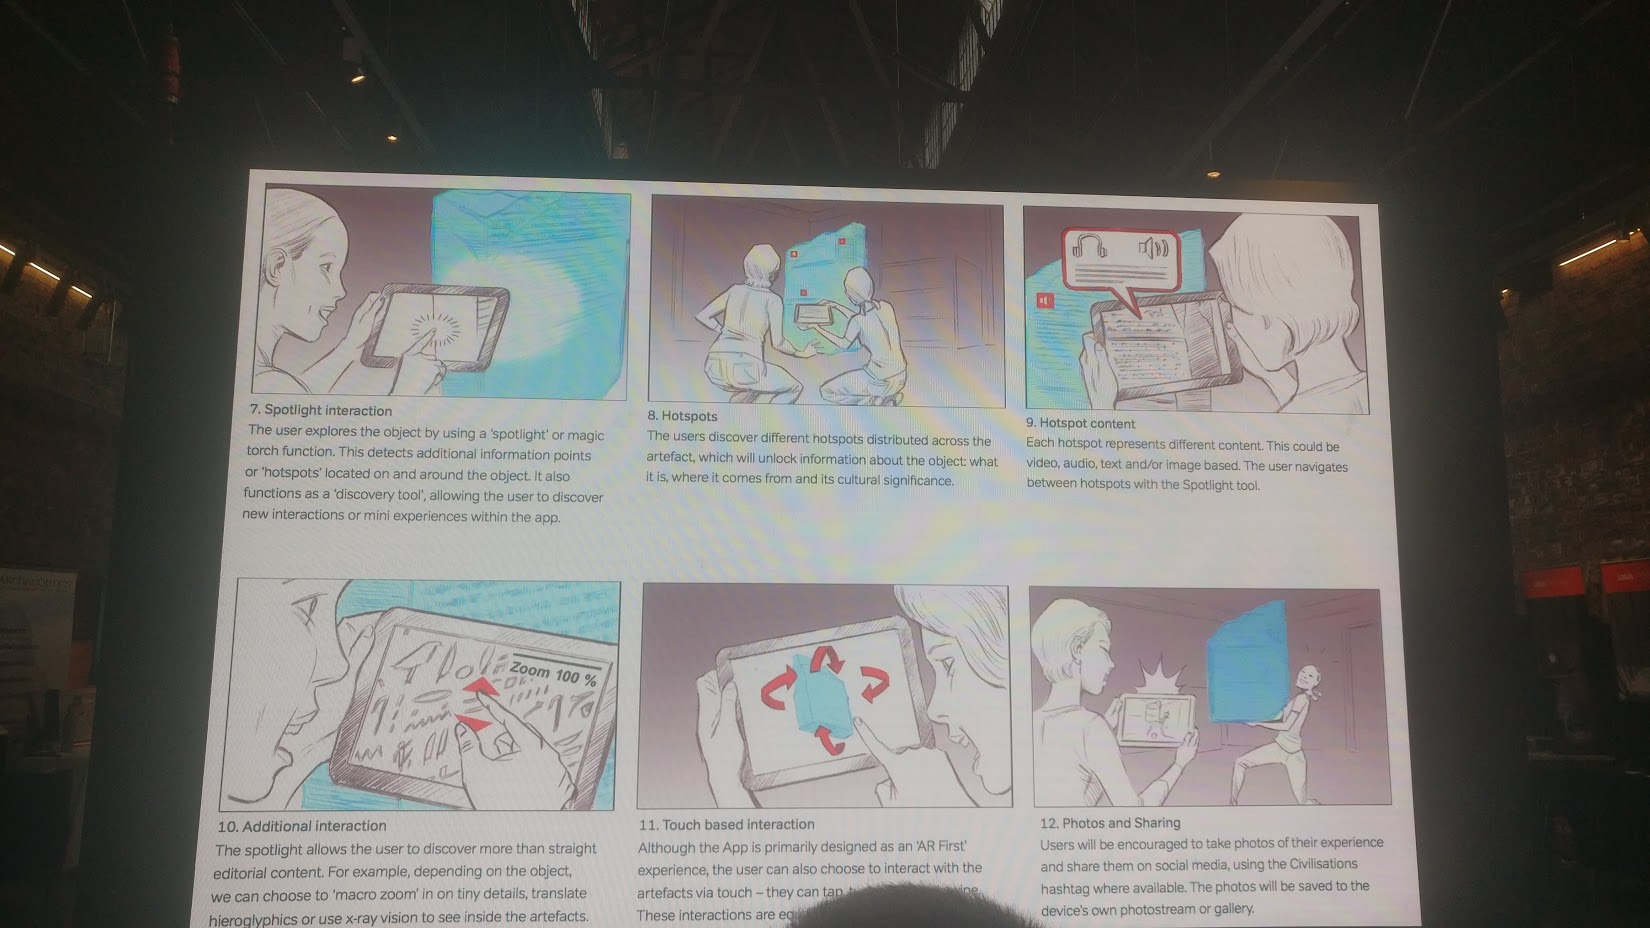 7. Spotlight interaction
The user explores the object by using a 'spotlight' or magic
torch function. This detects additional information points
or 'hotspots' located on and around the object. It also
functions as a 'discovery tool', allowing the user to discover
new interactions or mini experiences within the app.
8. Hotspots
The users discover different hotspots distributed across the
artefact, which will unlock information about the object: what
it is, where it comes from and its cultural significance.
9. Hotspot content
Each hotspot represents different content. This could be
video, audio, text and/or image based. The user navigates
between hotspots with the Spotlight tool.
Zoom 100 %
10. Additional interaction
The spotlight allows the user to discover more than straight
editorial content. For example, depending on the object,
we can choose to 'macro zoom' in on tiny details, translate
hieroglyphics or use x-ray vision to see inside the artefacts.
11. Touch based interaction
Although the App is primarily designed as an 'AR First'
experience, the user can also choose to interact with the
artefacts via touch – they can tap,
These interactions are
12. Photos and Sharing
Users will be encouraged to take photos of their experience
and share them on social media, using the Civilisations
hashtag where available. The photos will be saved to the
device's own photostream or gallery.